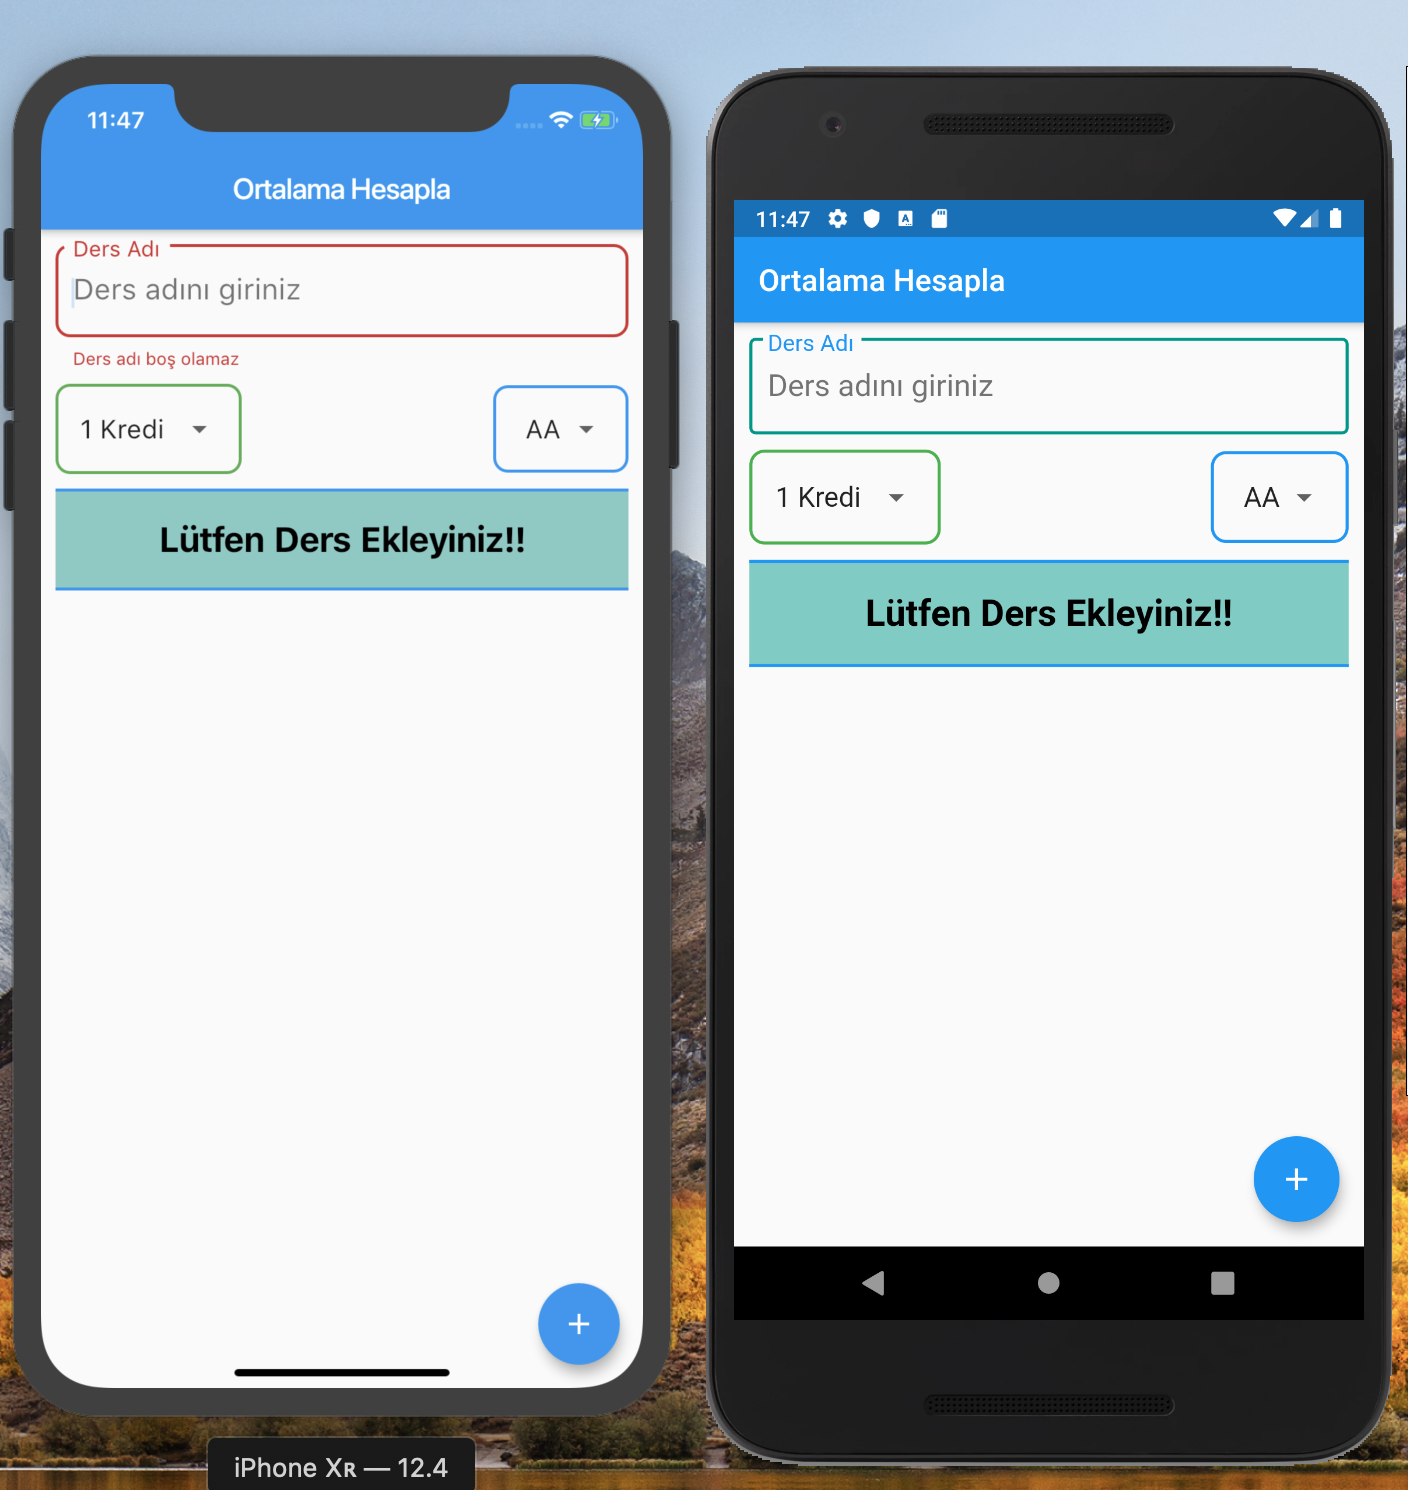 11:47
Ortalama Hesapla
Ders Adı
Ders adını giriniz
Ders adı boş olamaz
1 Kredi
AA
Lütfen Ders Ekleyiniz!!
iPhone XR — 12.4
11:47
Ortalama Hesapla
Ders Adı
Ders adını giriniz
1 Kredi
AA
Lütfen Ders Ekleyiniz!!